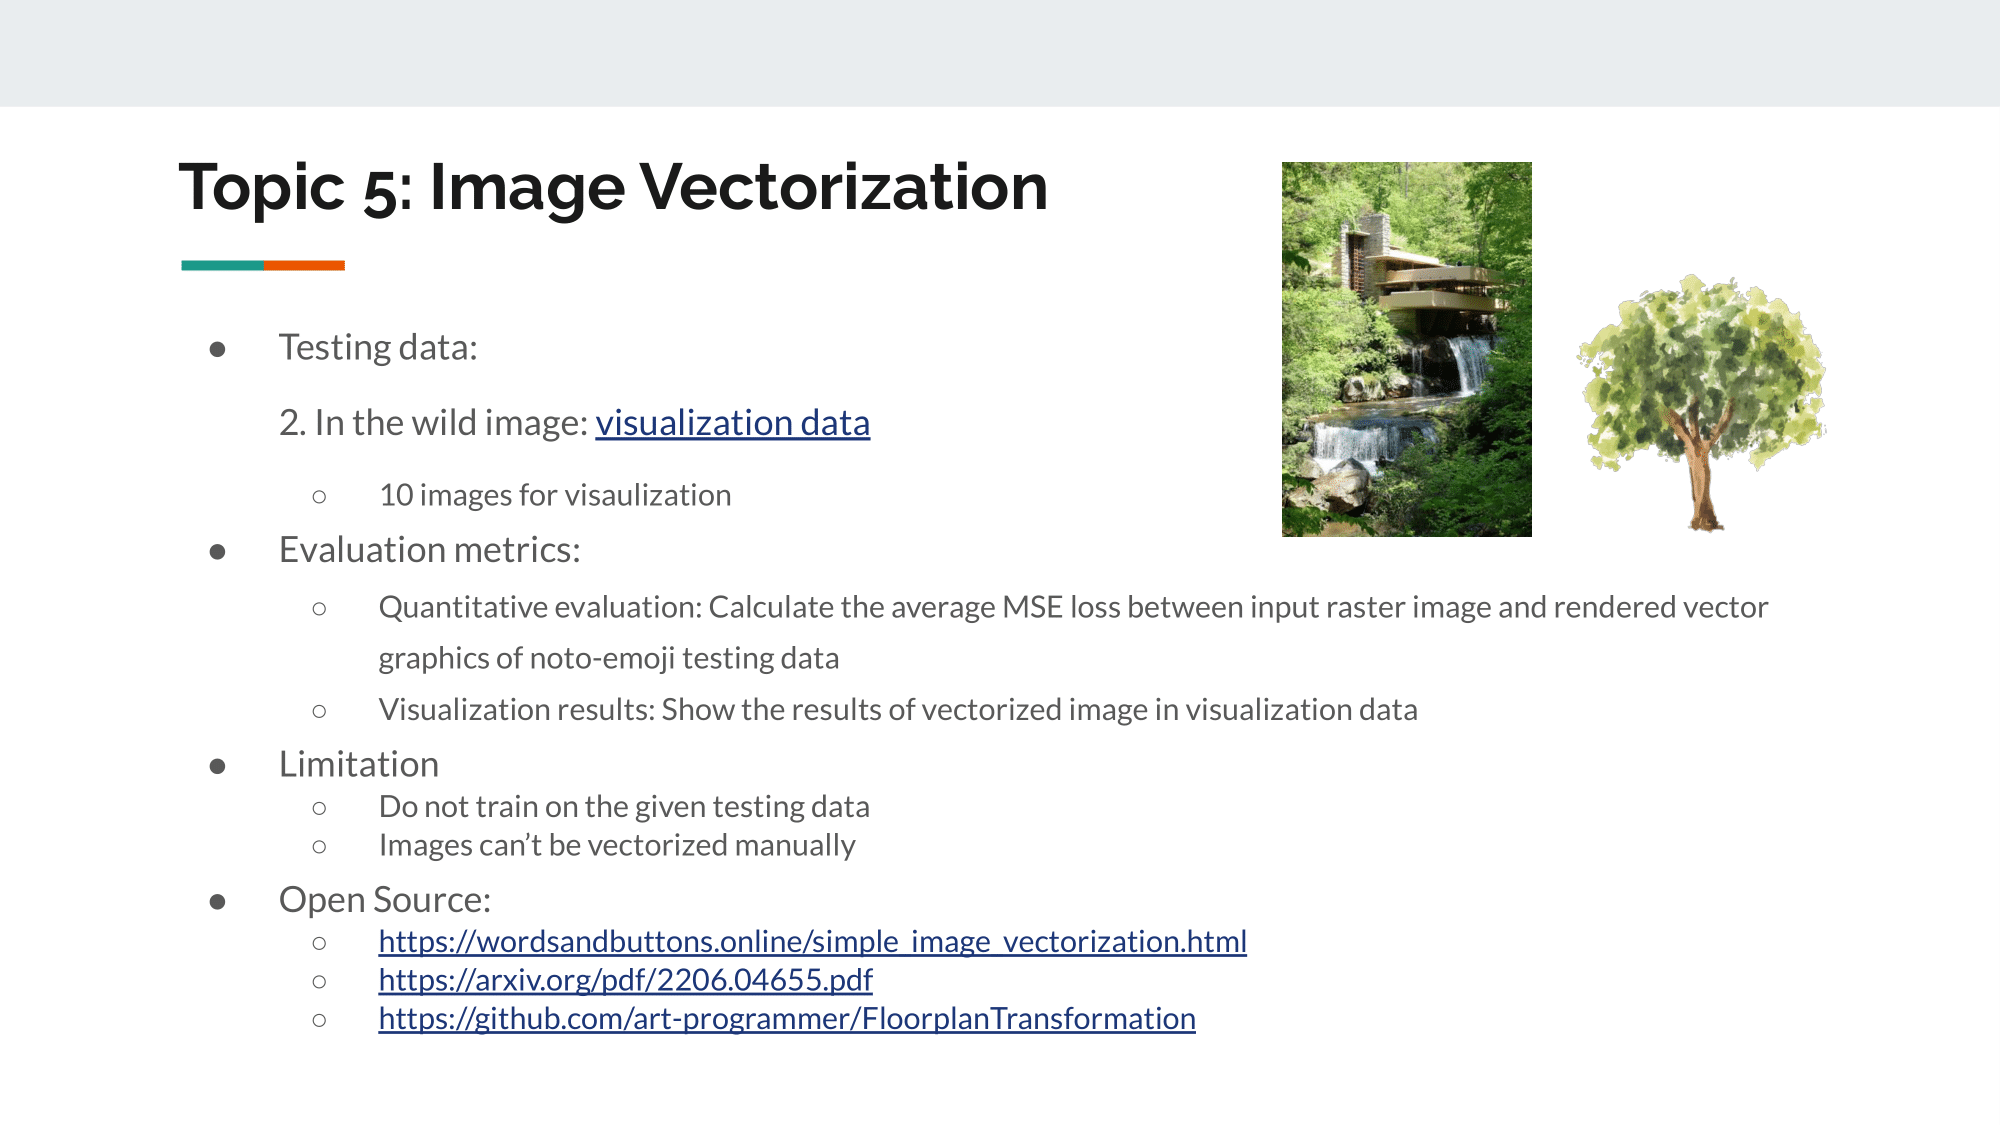 Topic 5: Image Vectorization
● Testing data:
2. In the wild image: visualization data
○ 10 images for visaulization
● Evaluation metrics:
○ Quantitative evaluation: Calculate the average MSE loss between input raster image and rendered vector
graphics of noto-emoji testing data
○ Visualization results: Show the results of vectorized image in visualization data
● Limitation
○ Do not train on the given testing data
○ Images can’t be vectorized manually
● Open Source:
○ https://wordsandbuttons.online/simple_image_vectorization.html
○ https://arxiv.org/pdf/2206.04655.pdf
○ https://github.com/art-programmer/FloorplanTransformation